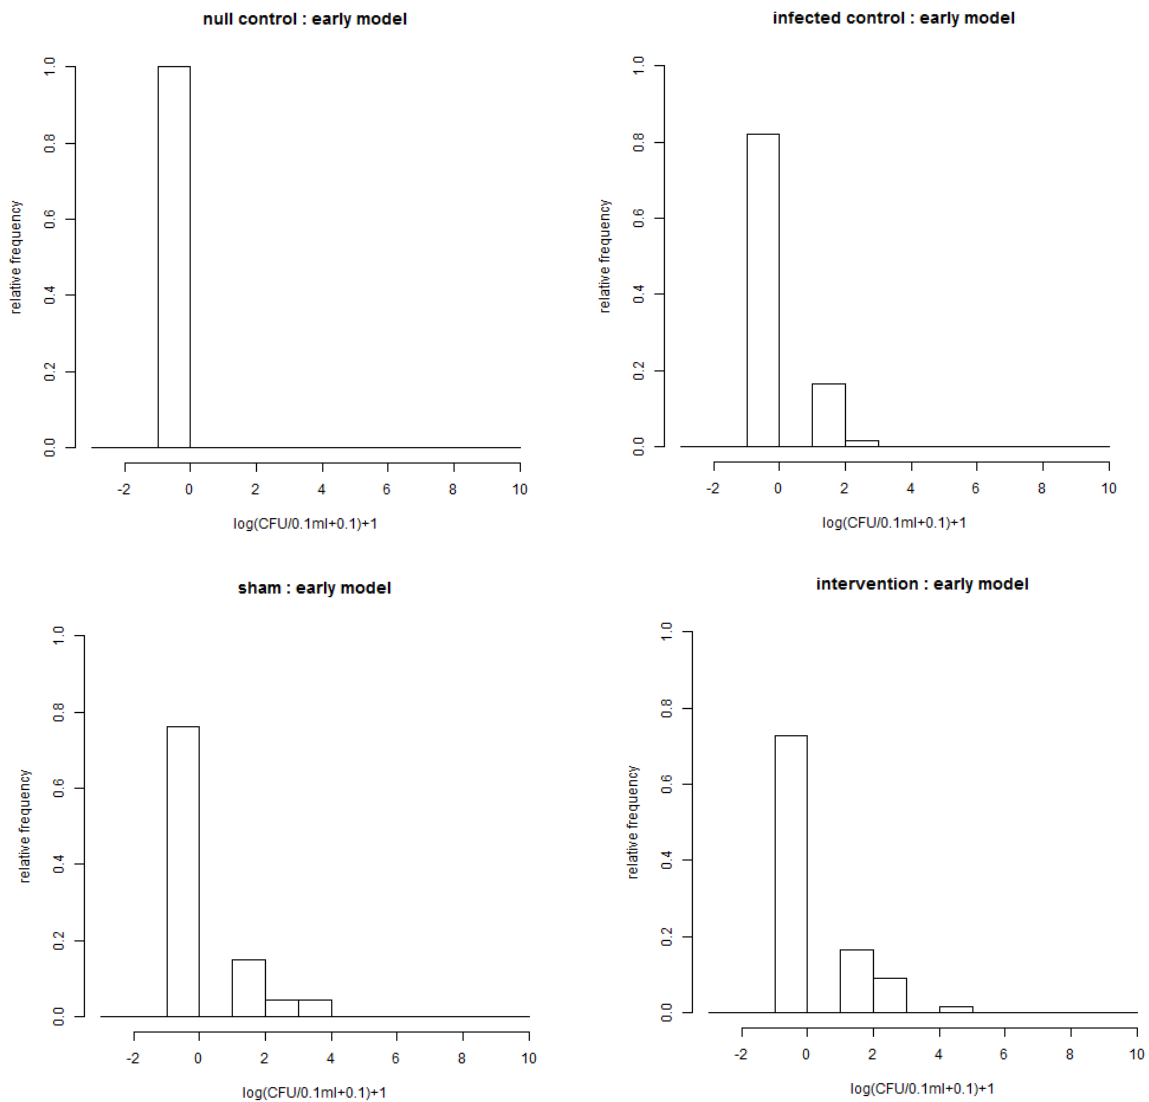 null control : early model
relative frequency
1.0
0.8
0.6
0.4
0.2
0.0
-2 0 2 4 6 8 10
log(CFU/0.1ml+0.1)+1
infected control : early model
relative frequency
1.0
0.8
0.6
0.4
0.2
0.0
-2 0 2 4 6 8 10
log(CFU/0.1ml+0.1)+1
sham : early model
relative frequency
1.0
0.8
0.6
0.4
0.2
0.0
-2 0 2 4 6 8 10
log(CFU/0.1ml+0.1)+1
intervention : early model
relative frequency
1.0
0.8
0.6
0.4
0.2
0.0
-2 0 2 4 6 8 10
log(CFU/0.1ml+0.1)+1